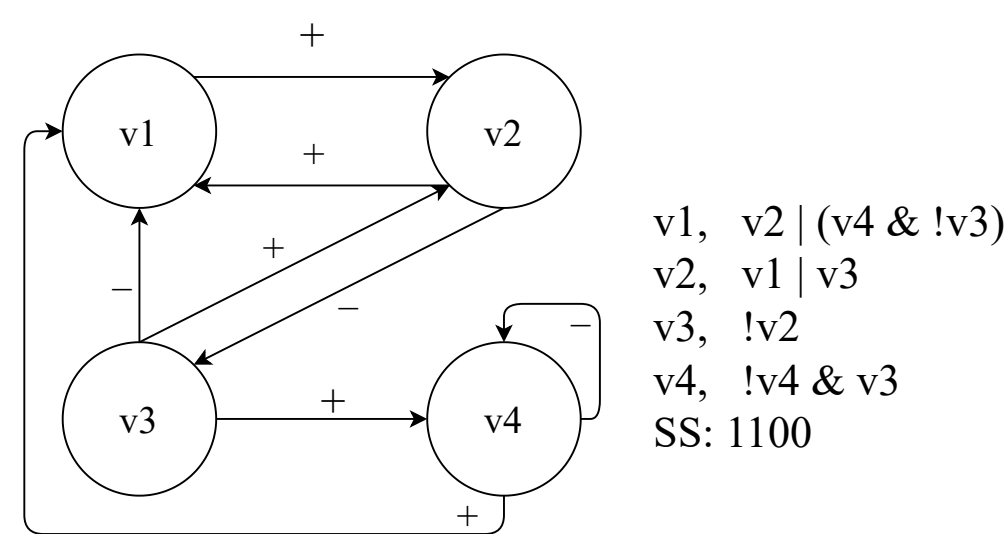 +
v1
v2
+
+
−
−
−
v3
+
v4
+
v1, v2 | (v4 & !v3)
v2, v1 | v3
v3, !v2
v4, !v4 & v3
SS: 1100